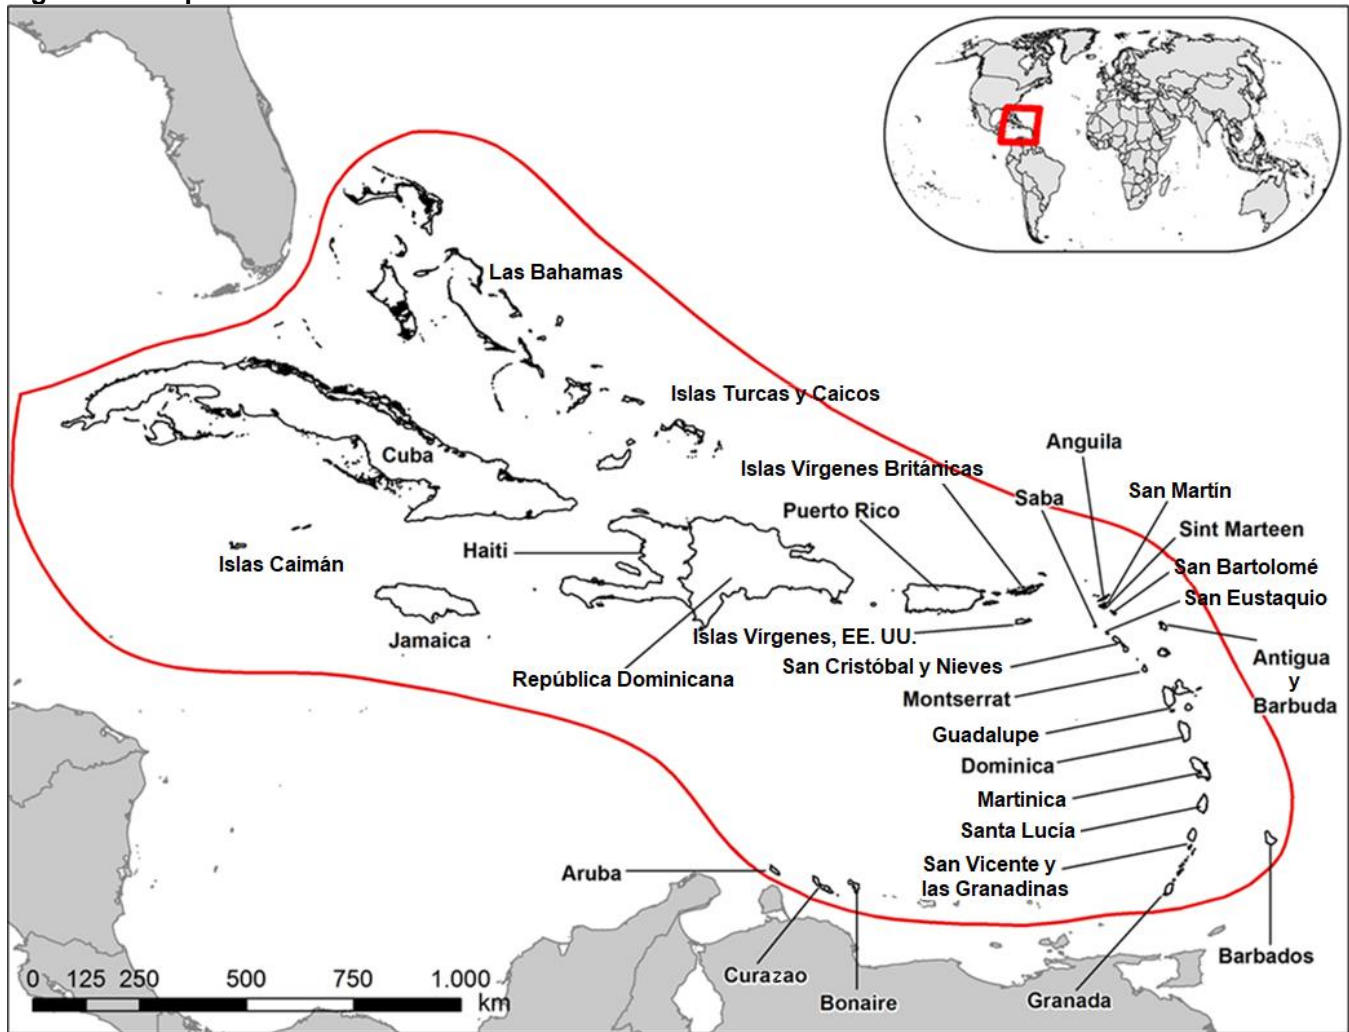 Las Bahamas
Islas Turcas y Caicos
Anguila
Cuba
Islas Vírgenes Británicas
Saba
San Martín
Puerto Rico
Sint Marteen
Haiti
Islas Caimán
San Bartolomé
San Eustaquio
Jamaica
Islas Vírgenes, EE. UU.
San Cristóbal y Nieves
Antigua
y
Barbuda
República Dominicana
Montserrat
Guadalupe
Dominica
Martinica
Santa Lucía
Aruba
San Vicente y
las Granadinas
Barbados
Curazao
Bonaire
Granada
0 125 250 500 750 1.000
km